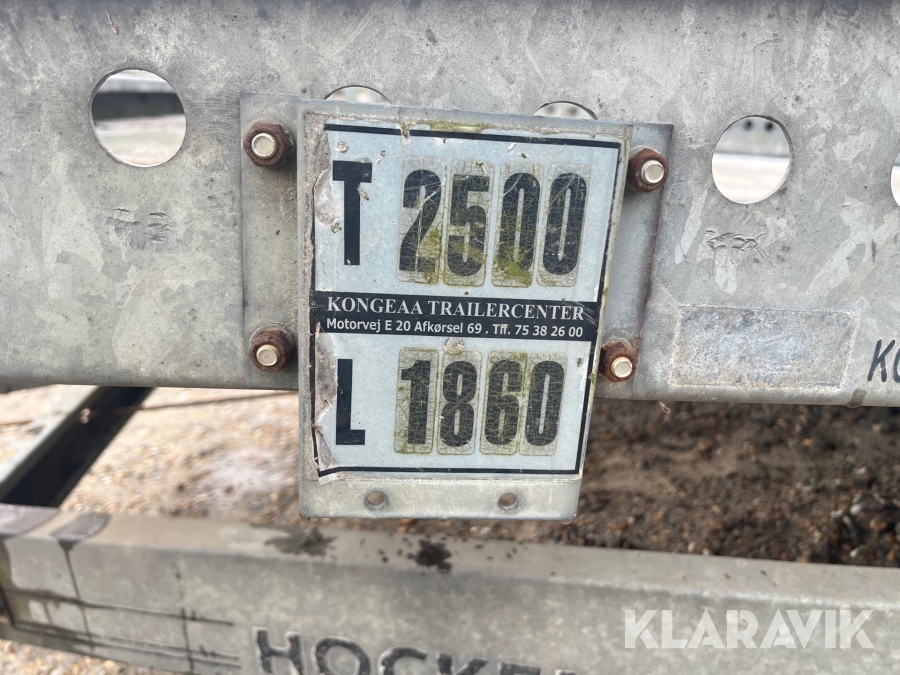 T 2500
KONGEAA TRAILERCENTER
Motorvej E 20 Afkørsel 69 . Tlf. 75 38 26 00
L 1860
KLARAVIK